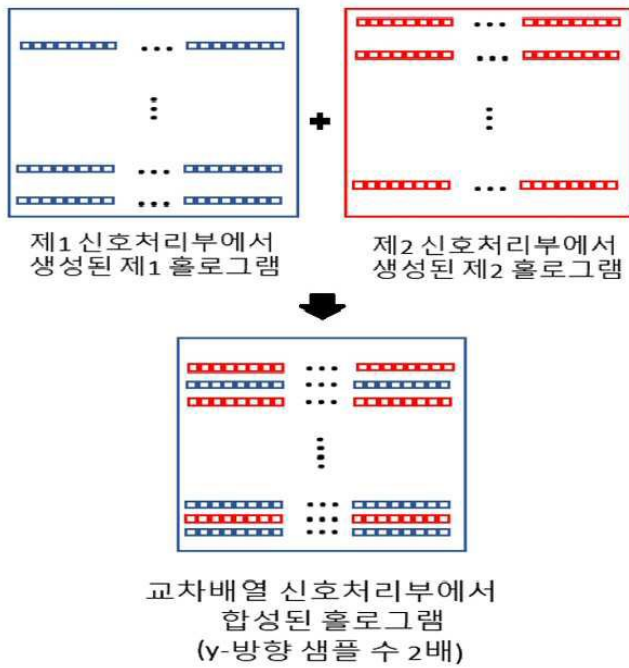 제1 신호처리부에서
생성된 제1 홀로그램
제2 신호처리부에서
생성된 제2 홀로그램
교차배열 신호처리부에서
합성된 홀로그램
(y-방향 샘플 수 2배)